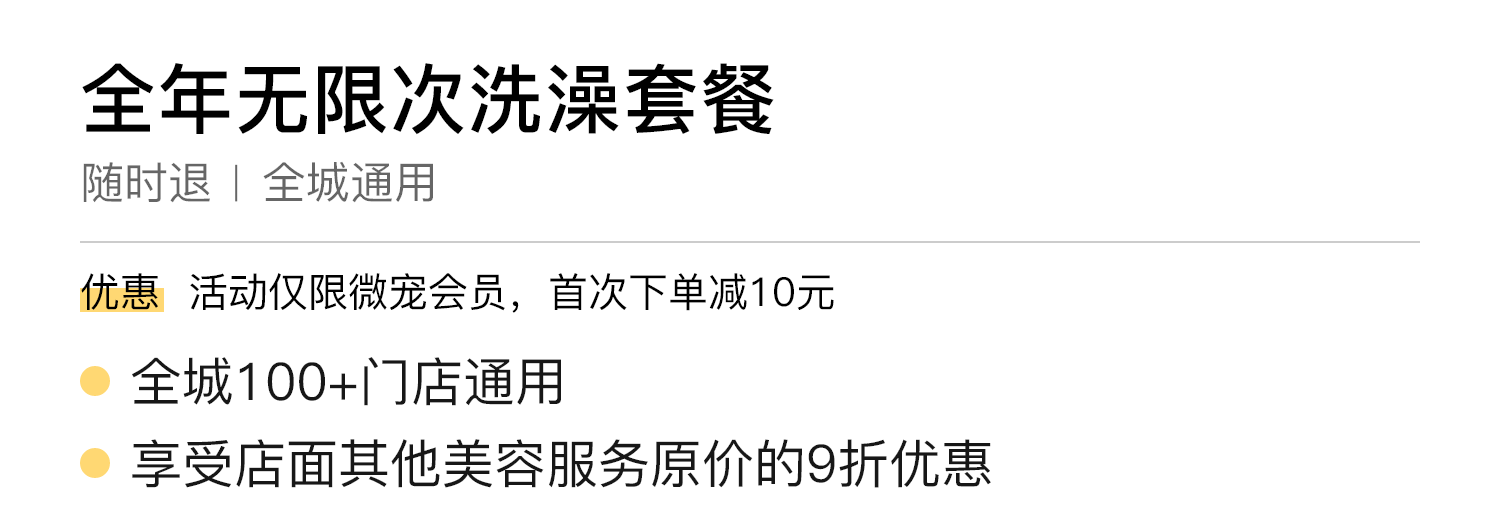 全年无限次洗澡套餐
随时退 | 全城通用
优惠 活动仅限微宠会员，首次下单减10元
全城100+门店通用
享受店面其他美容服务原价的9折优惠